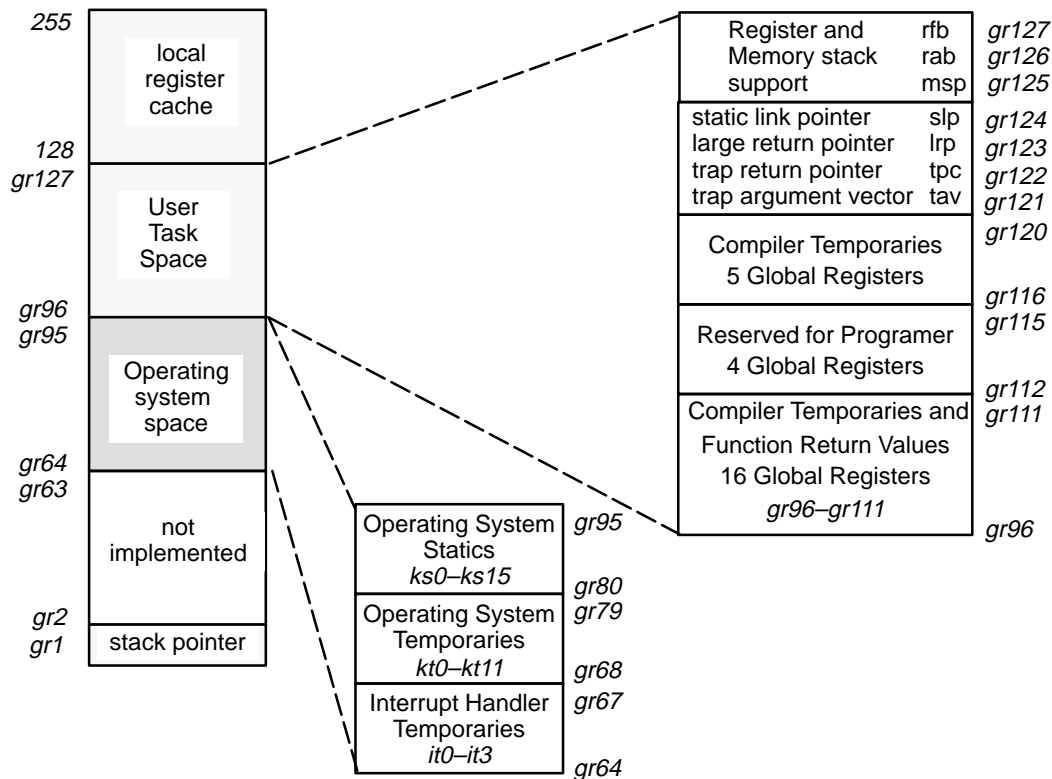 255
local
register
cache
128
gr127
User
Task
Space
gr96
gr95
Operating
system
space
gr64
gr63
not
implemented
gr2
gr1
stack pointer
Operating System
Statics
ks0–ks15
gr95
gr80
Operating System
Temporaries
kt0–kt11
gr79
gr68
Interrupt Handler
Temporaries
it0–it3
gr67
gr64
Register and rfb gr127
Memory stack rab gr126
support msp gr125
static link pointer slp gr124
large return pointer lrp gr123
trap return pointer tpc gr122
trap argument vector tav gr121
gr120
Compiler Temporaries
5 Global Registers
gr116
gr115
Reserved for Programer
4 Global Registers
gr112
Compiler Temporaries and gr111
Function Return Values
16 Global Registers
gr96–gr111
gr96